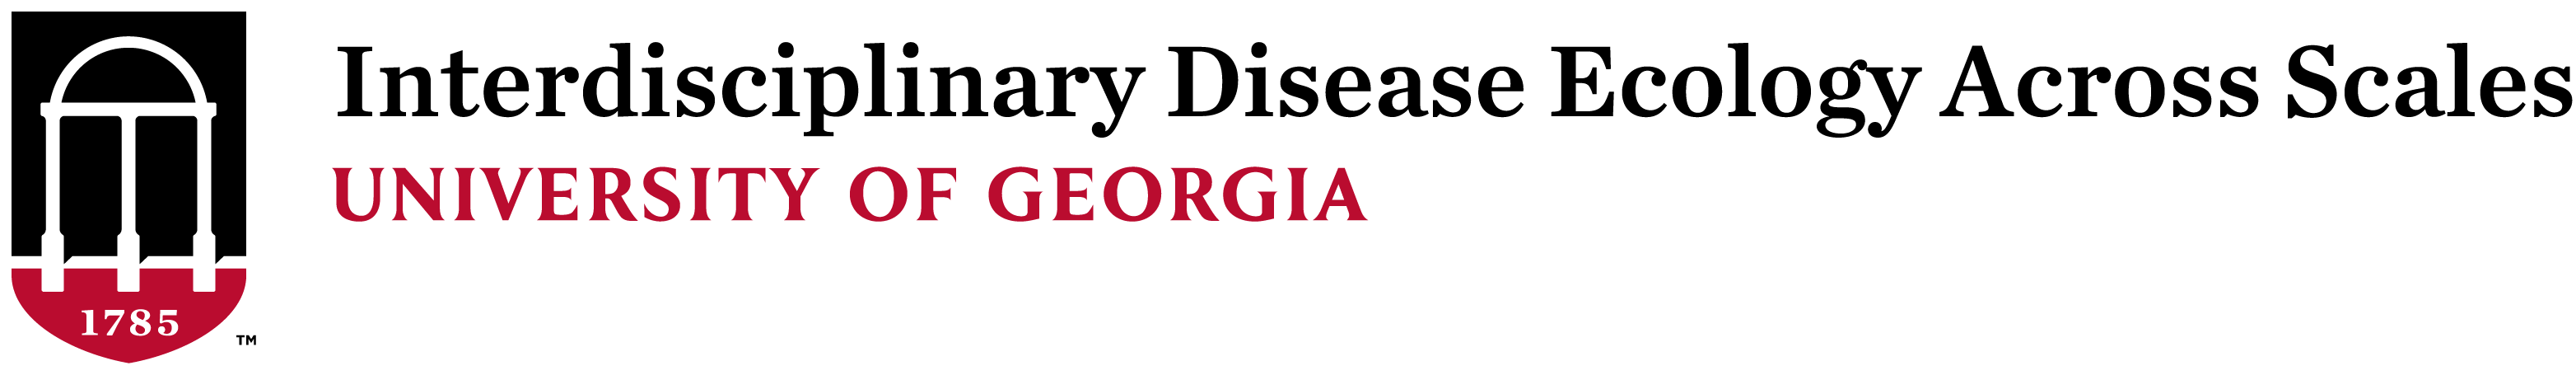 Interdisciplinary Disease Ecology Across Scales
UNIVERSITY OF GEORGIA
1785
™